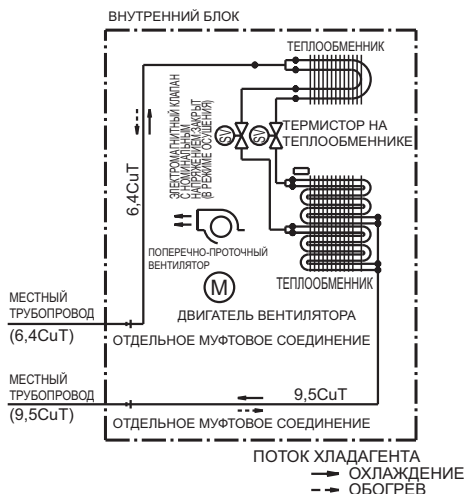 ВНУТРЕННИЙ БЛОК
ТЕПЛООБМЕННИК
ЭЛЕКТРОМАГНИТНЫЙ КЛАПАН
С НОМИНАЛЬНЫМ
НАПРЯЖЕНИЕМ:ЗАКРЫТ
(В РЕЖИМЕ ОСУШЕНИЯ)
SV
SV
ТЕРМИСТОР НА
ТЕПЛООБМЕННИКЕ
6,4CuT
ПОПЕРЕЧНО-ПРОТОЧНЫЙ
ВЕНТИЛЯТОР
ТЕПЛООБМЕННИК
M
ДВИГАТЕЛЬ ВЕНТИЛЯТОРА
МЕСТНЫЙ
ТРУБОПРОВОД
(6,4CuT)
ОТДЕЛЬНОЕ МУФТОВОЕ СОЕДИНЕНИЕ
МЕСТНЫЙ
ТРУБОПРОВОД
(9,5CuT)
9,5CuT
ОТДЕЛЬНОЕ МУФТОВОЕ СОЕДИНЕНИЕ
ПОТОК ХЛАДАГЕНТА
ОХЛАЖДЕНИЕ
ОБОГРЕВ